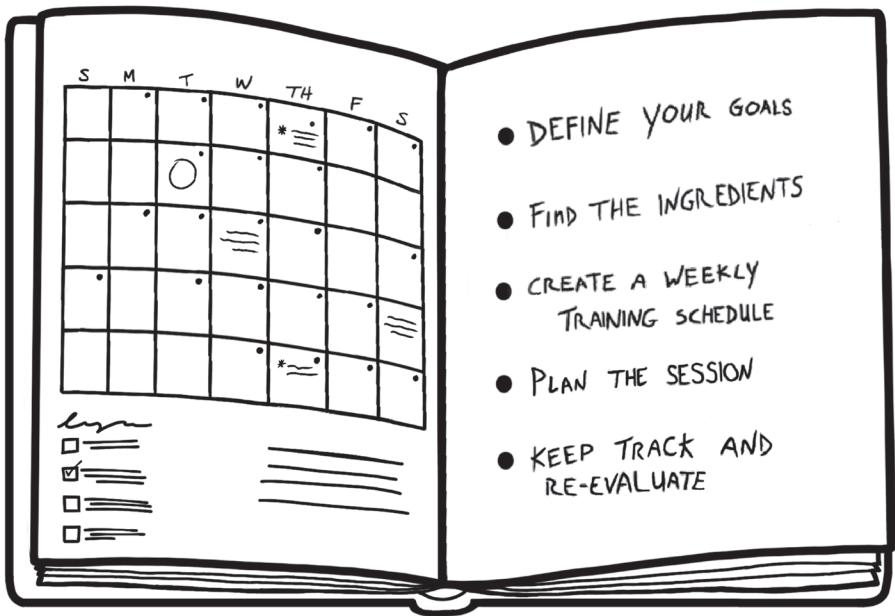 S M T W TH F S
DEFINE YOUR GOALS
FIND THE INGREDIENTS
CREATE A WEEKLY
TRAINING SCHEDULE
PLAN THE SESSION
KEEP TRACK AND
RE-EVALUATE